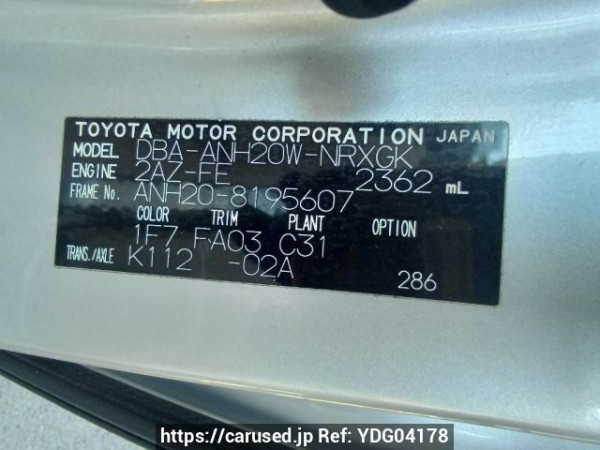 TOYOTA MOTOR CORPORATION JAPAN
MODEL DBA-ANH20W-NRXGK
ENGINE 2AZ-FE 2362 mL
FRAME No. ANH20-8195607
COLOR TRIM PLANT OPTION
1F7 FA03 C31
TRANS./AXLE K112 -02A
286
https://carused.jp Ref: YDG04178